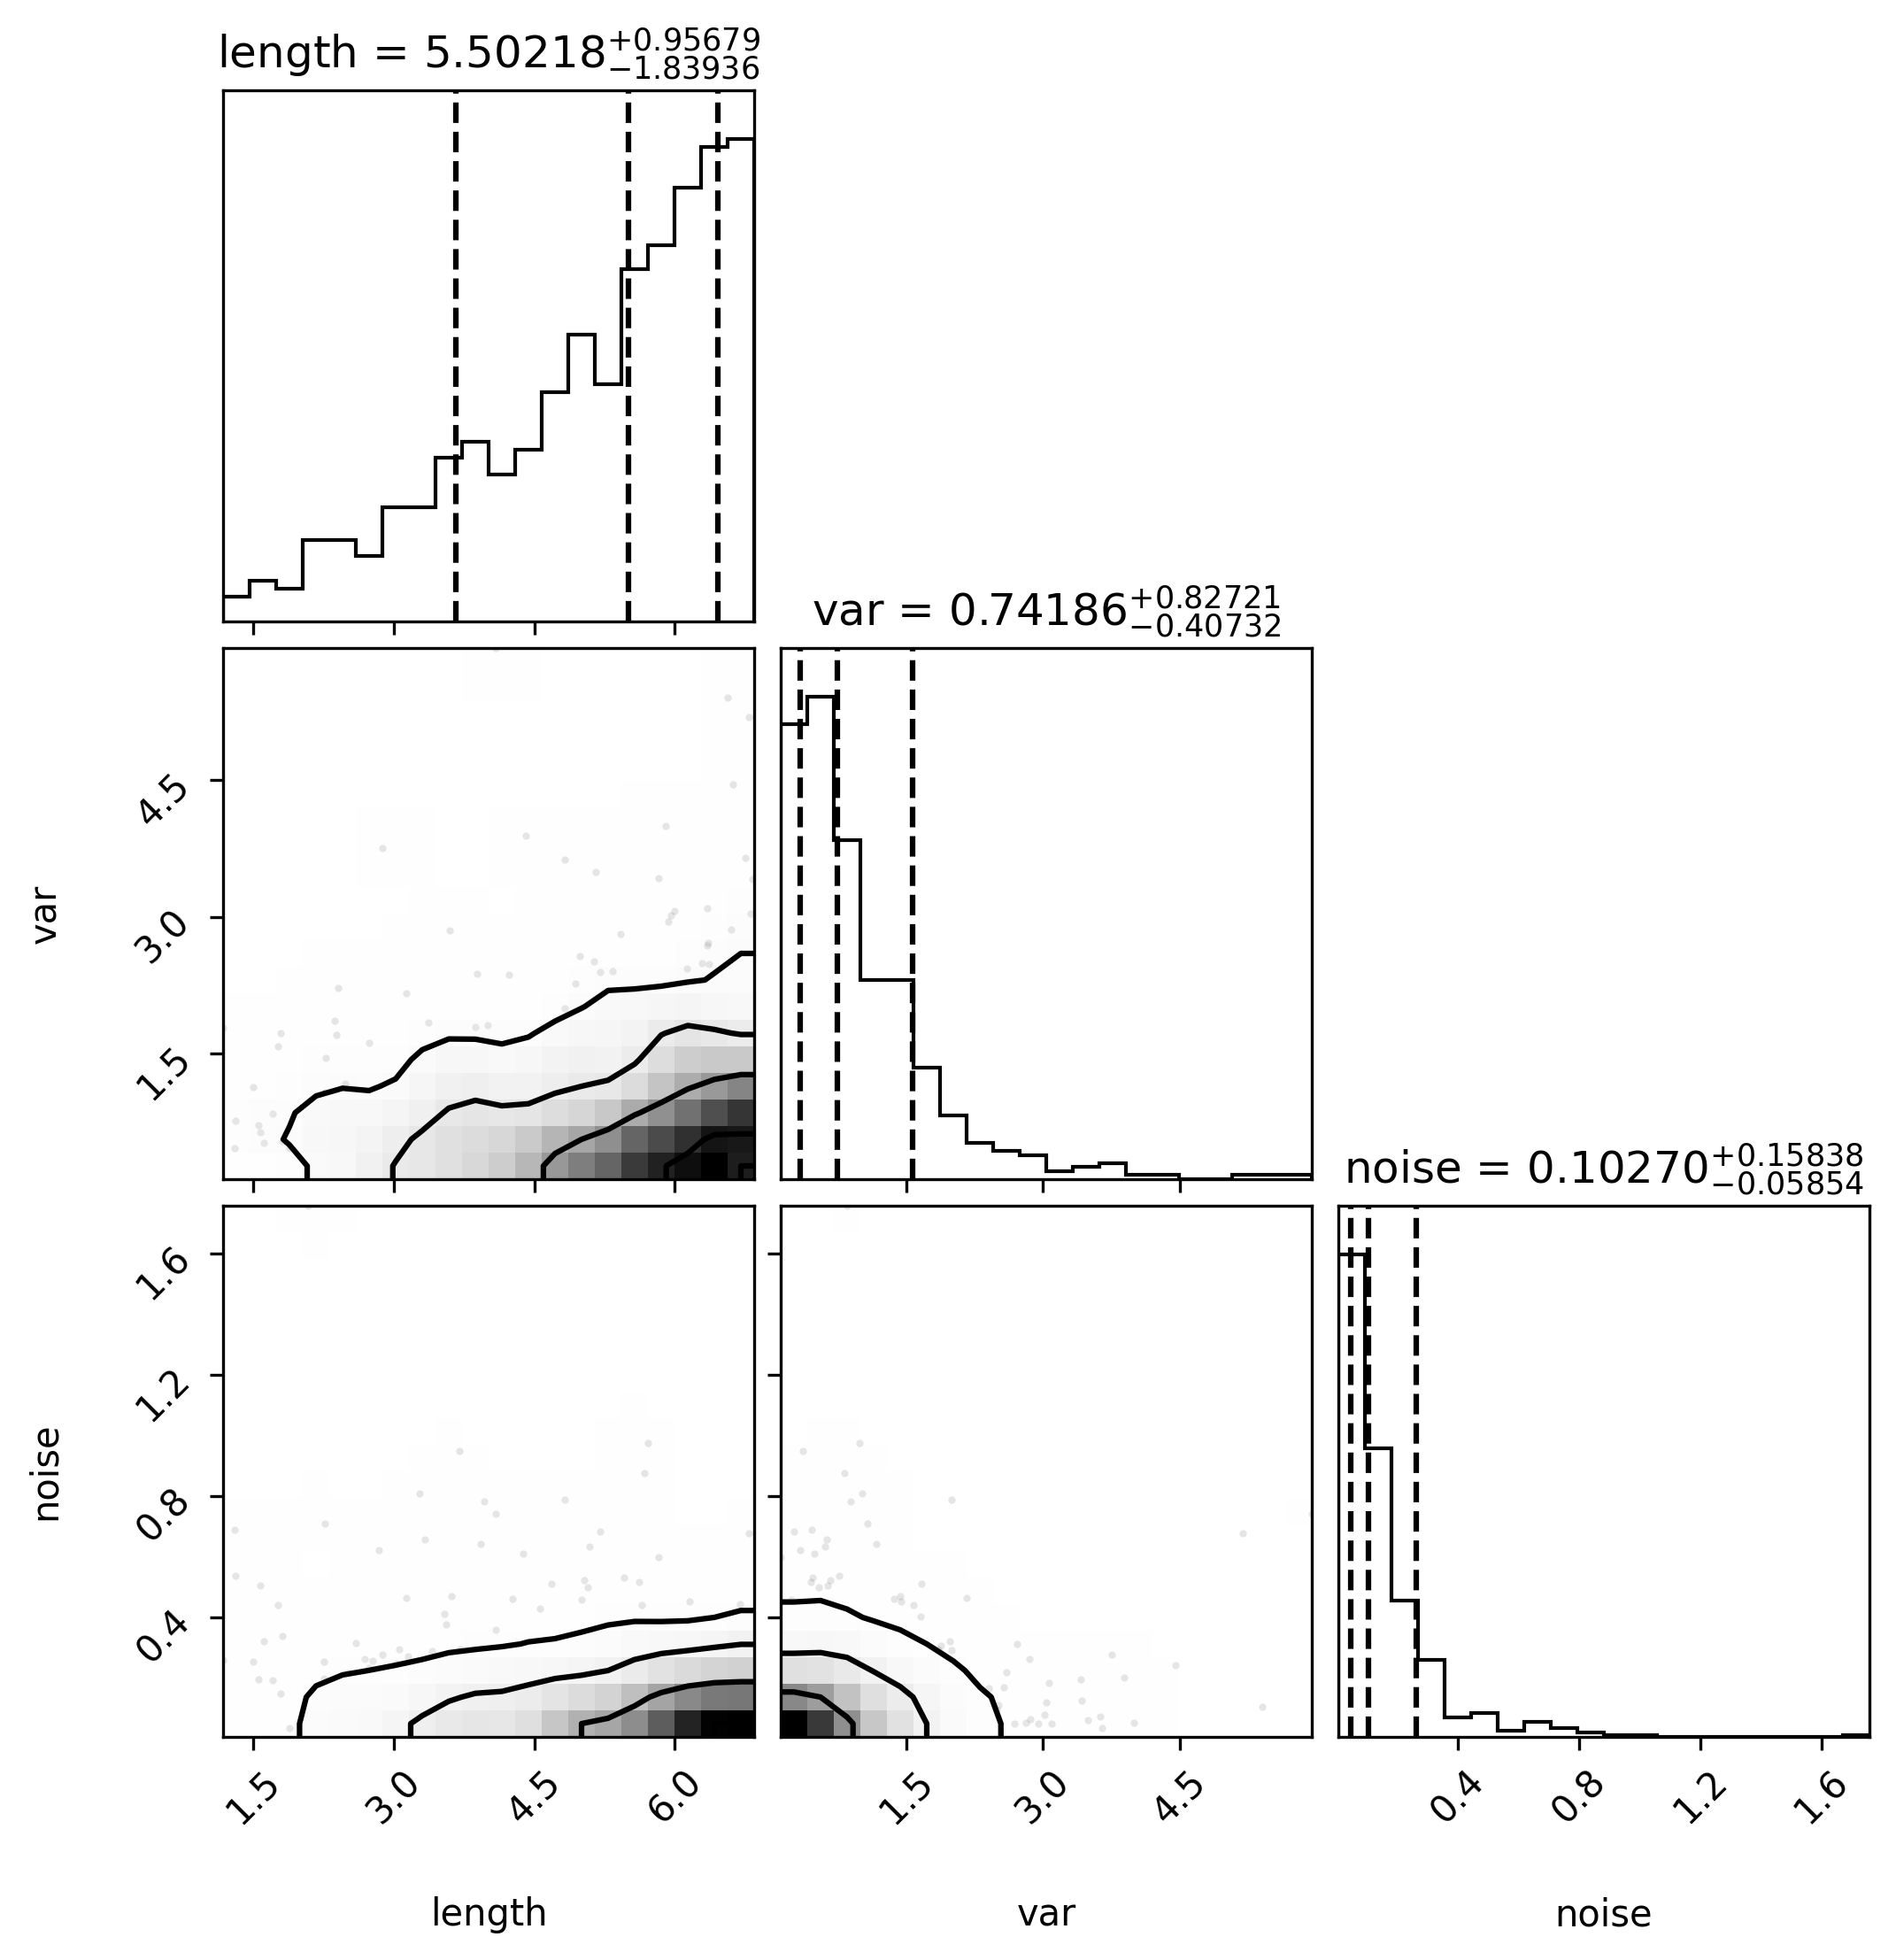 length = 5.50218 +0.95679 −1.83936
var = 0.74186 +0.82721 −0.40732
4.5
3.0
1.5
var
noise = 0.10270 +0.15838 −0.05854
1.6
1.2
0.8
0.4
noise
1.5 3.0 4.5 6.0 1.5 3.0 4.5 0.4 0.8 1.2 1.6
length var noise